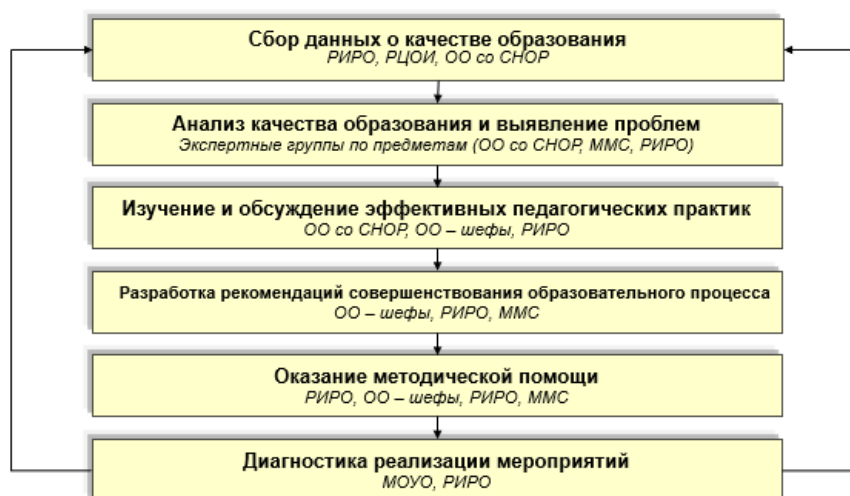 Сбор данных о качестве образования
РИРО, РЦОИ, ОО со СНОР
Анализ качества образования и выявление проблем
Экспертные группы по предметам (ОО со СНОР, ММС, РИРО)
Изучение и обсуждение эффективных педагогических практик
ОО со СНОР, ОО – шефы, РИРО
Разработка рекомендаций совершенствования образовательного процесса
ОО – шефы, РИРО, ММС
Оказание методической помощи
РИРО, ОО – шефы, РИРО, ММС
Диагностика реализации мероприятий
МОУО, РИРО